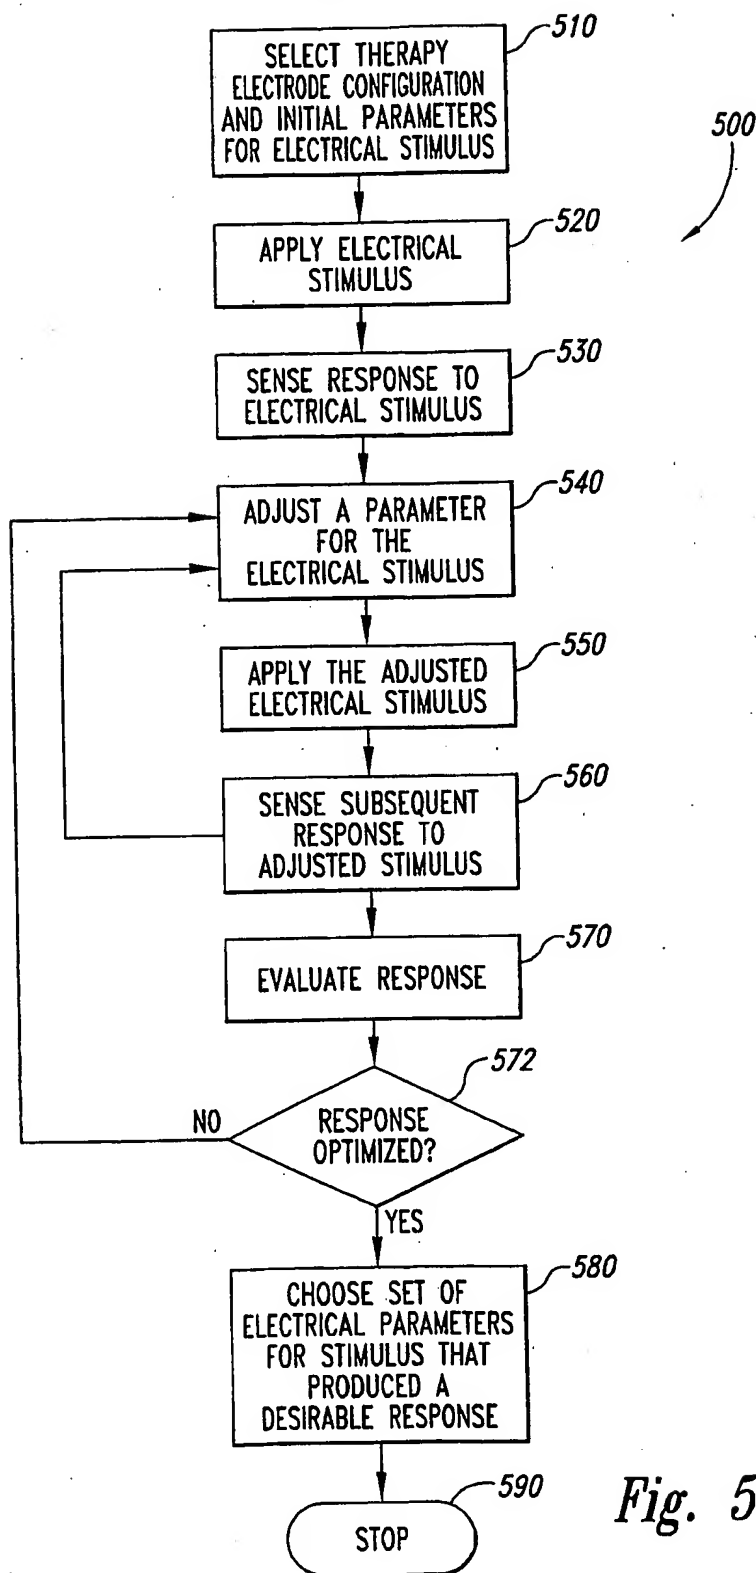 510
SELECT THERAPY
ELECTRODE CONFIGURATION
AND INITIAL PARAMETERS
FOR ELECTRICAL STIMULUS
500
520
APPLY ELECTRICAL
STIMULUS
530
SENSE RESPONSE TO
ELECTRICAL STIMULUS
540
ADJUST A PARAMETER
FOR THE
ELECTRICAL STIMULUS
550
APPLY THE ADJUSTED
ELECTRICAL STIMULUS
560
SENSE SUBSEQUENT
RESPONSE TO
ADJUSTED STIMULUS
570
EVALUATE RESPONSE
572
NO
RESPONSE
OPTIMIZED?
YES
580
CHOOSE SET OF
ELECTRICAL PARAMETERS
FOR STIMULUS THAT
PRODUCED A
DESIRABLE RESPONSE
590
STOP
Fig. 5